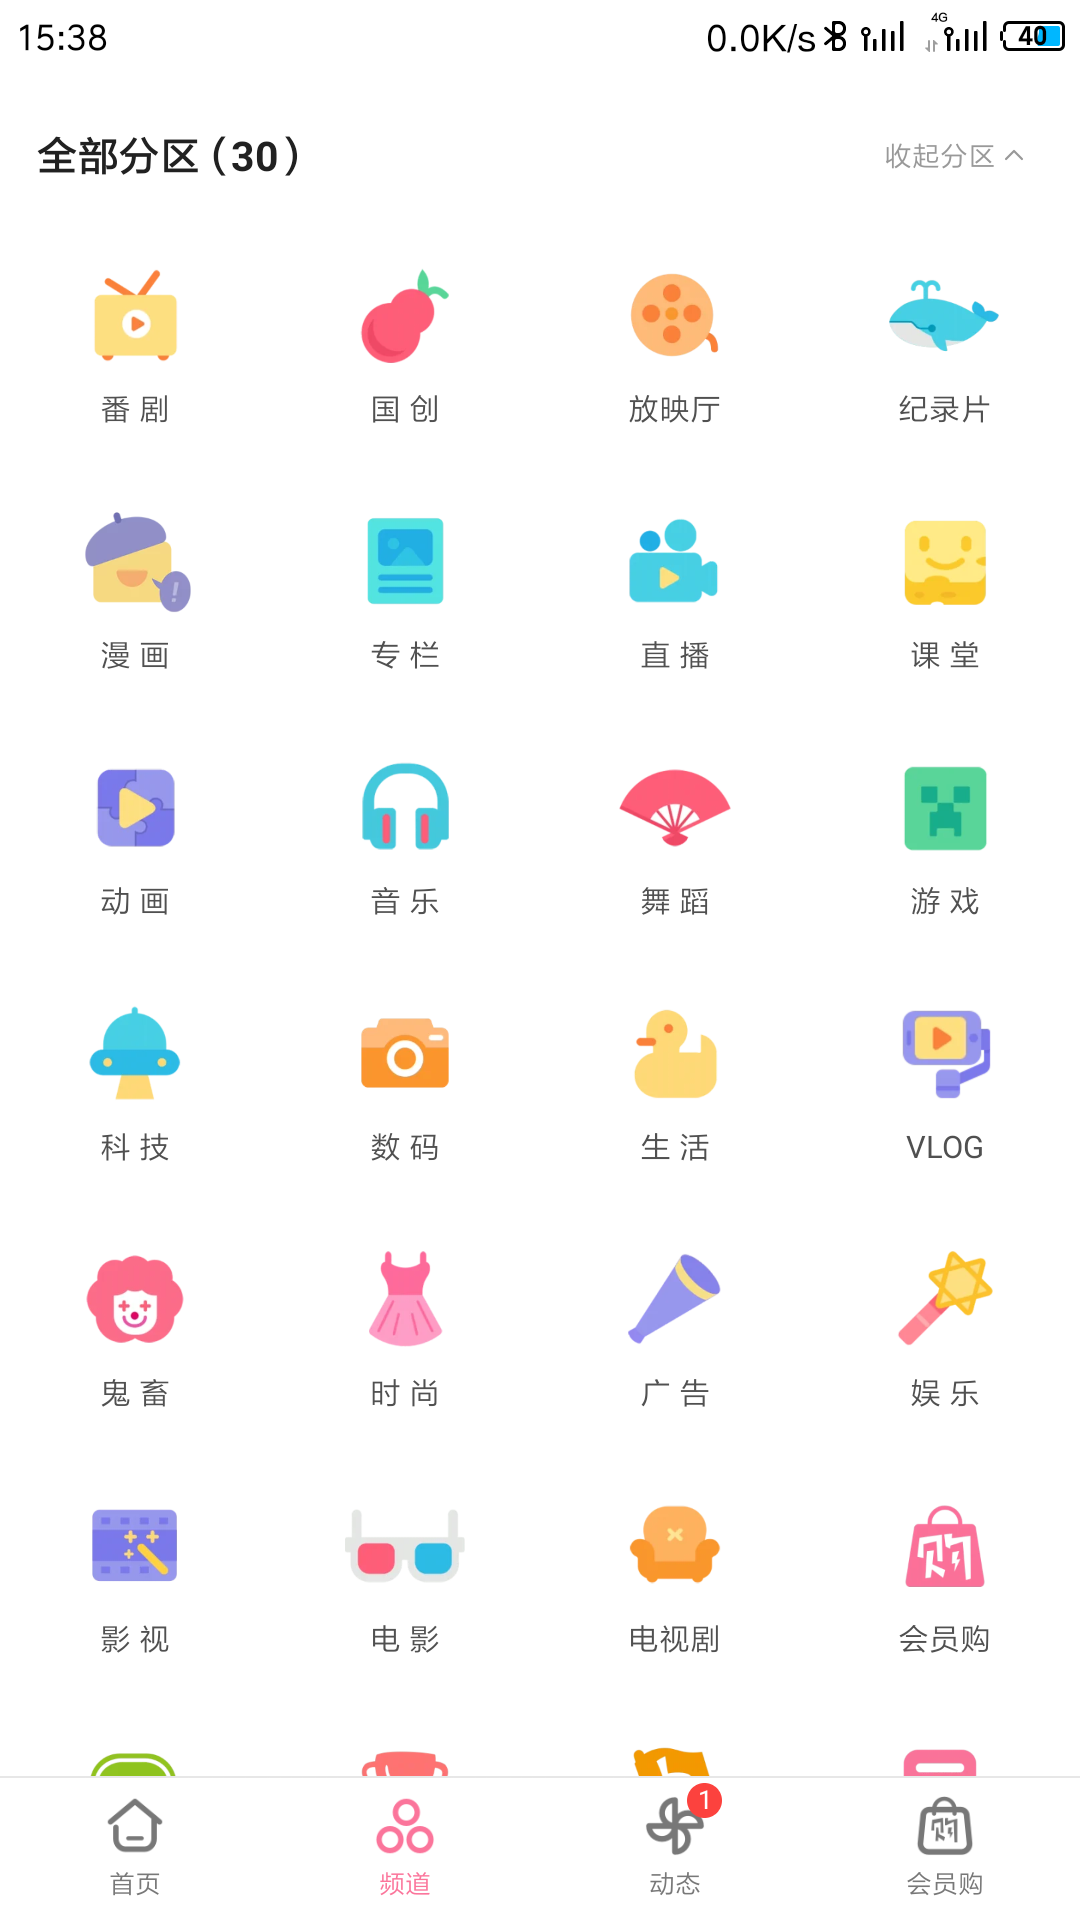 15:38 0.0K/s 4G 40
全部分区(30) 收起分区
番剧 国创 放映厅 纪录片
漫画 专栏 直播 课堂
动画 音乐 舞蹈 游戏
科技 数码 生活 VLOG
鬼畜 时尚 广告 娱乐
购
影视 电影 电视剧 会员购
1
购
首页 频道 动态 会员购